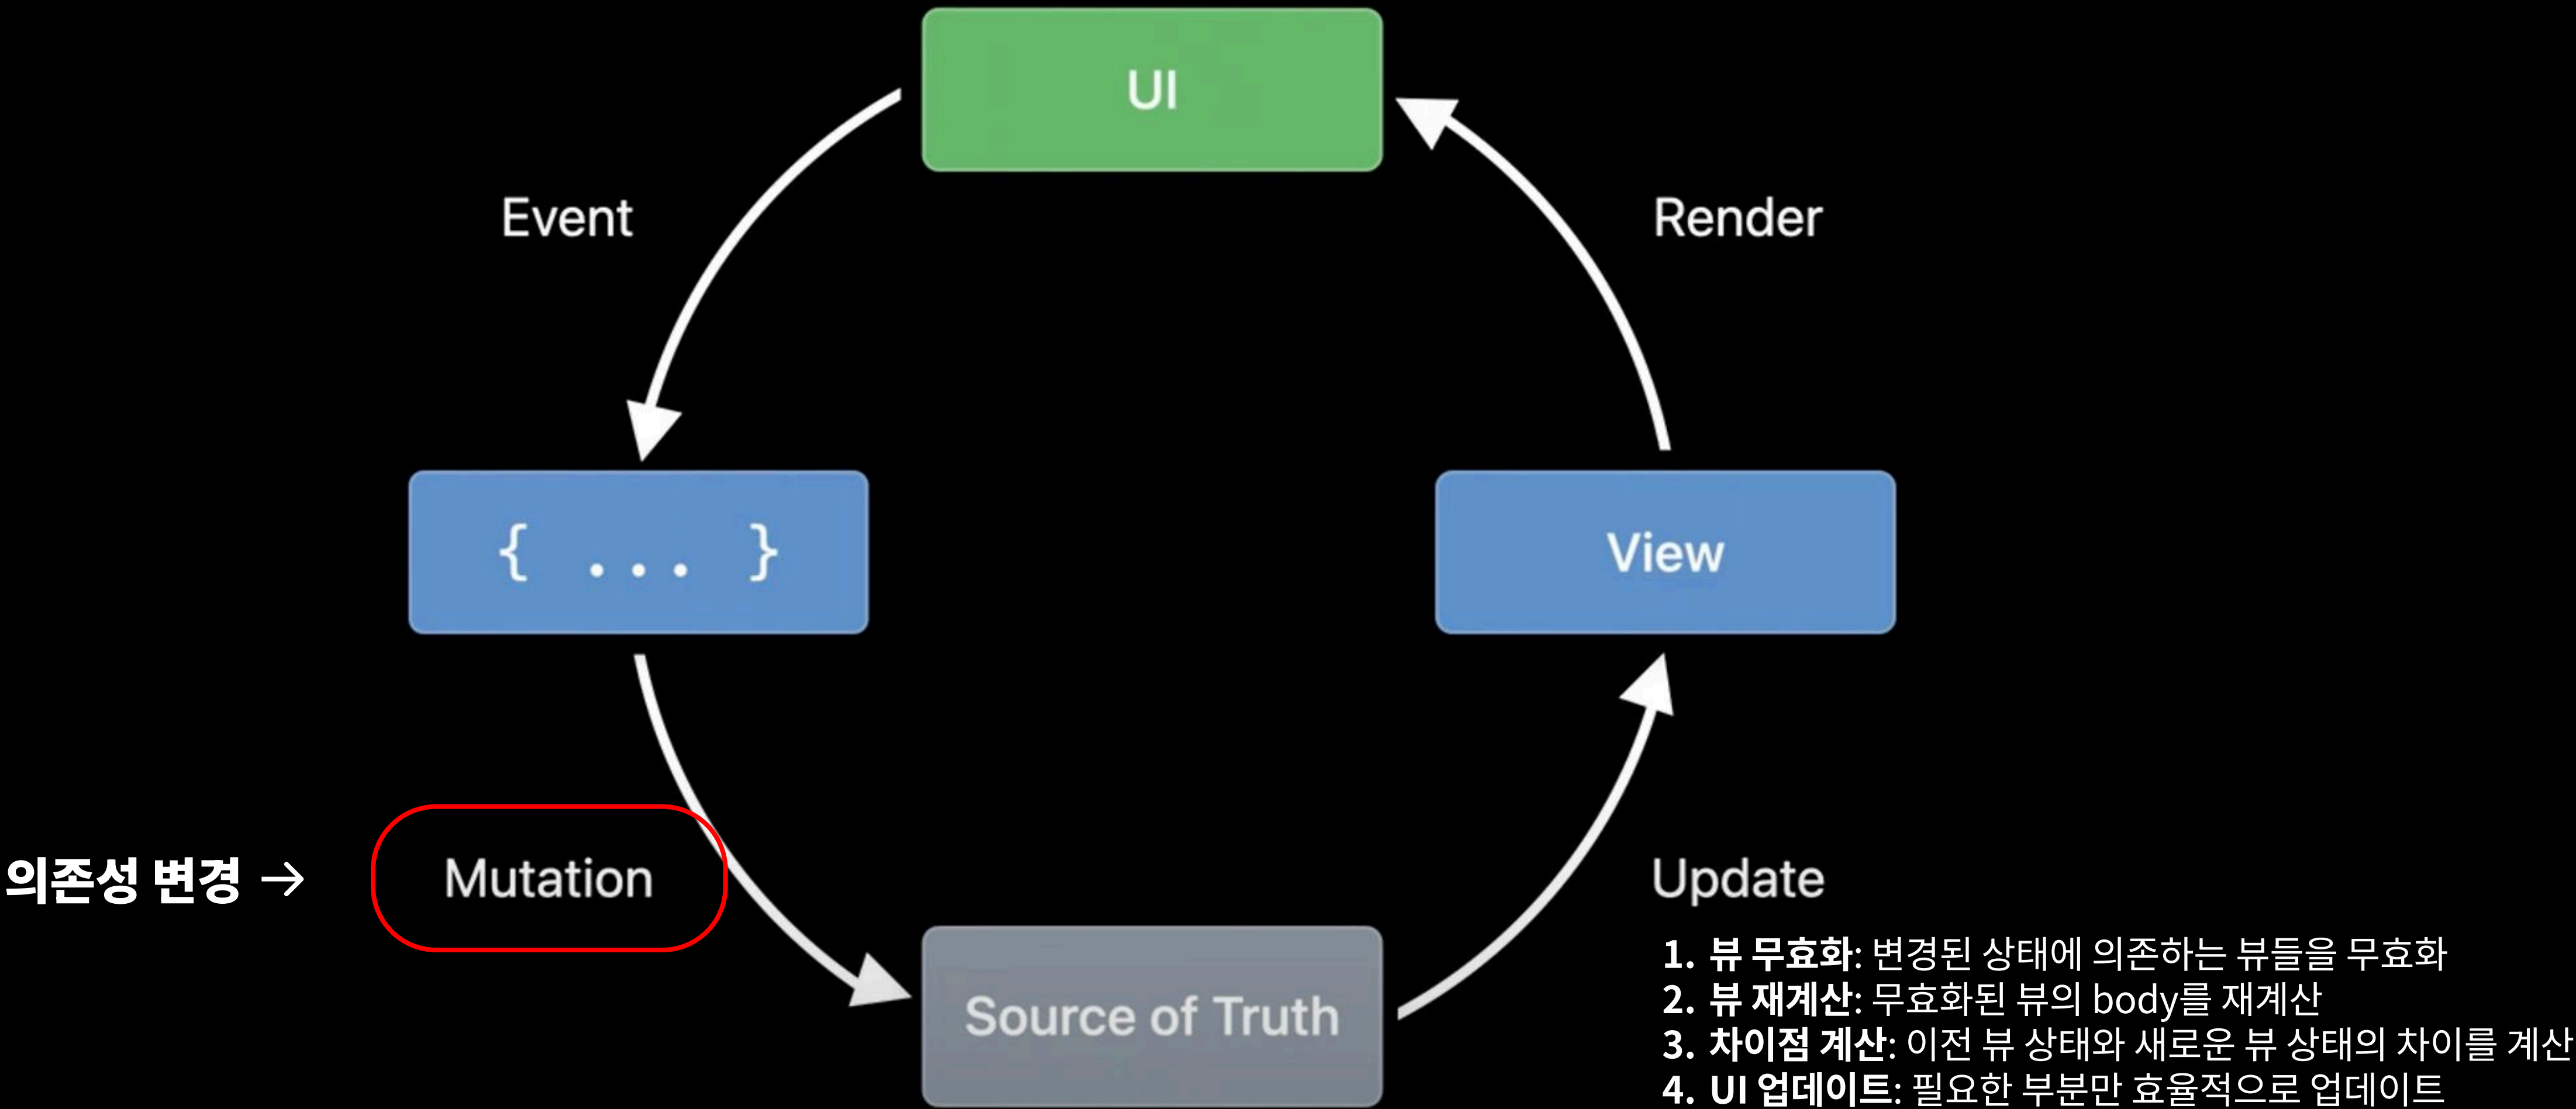 UI
Event
Render
{ ... }
View
의존성 변경 →
Mutation
Update
Source of Truth
1. 뷰 무효화: 변경된 상태에 의존하는 뷰들을 무효화
2. 뷰 재계산: 무효화된 뷰의 body를 재계산
3. 차이점 계산: 이전 뷰 상태와 새로운 뷰 상태의 차이를 계산
4. UI 업데이트: 필요한 부분만 효율적으로 업데이트